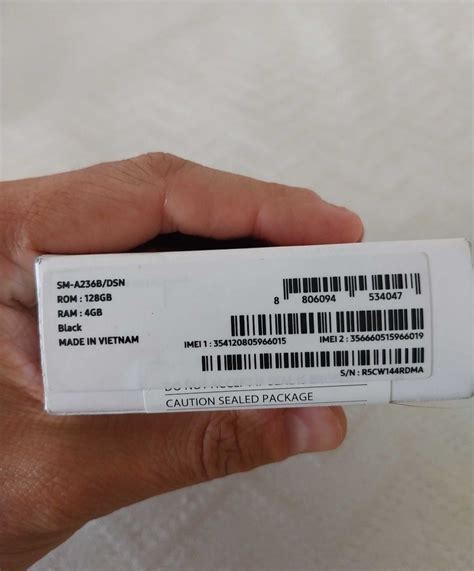 SM-A236B/DSN
ROM : 128GB
RAM : 4GB
Black
MADE IN VIETNAM
8 806094 534047
IMEI 1 : 354120805966015
IMEI 2 : 356660515966019
S/N : R5CW144RDMA
CAUTION SEALED PACKAGE